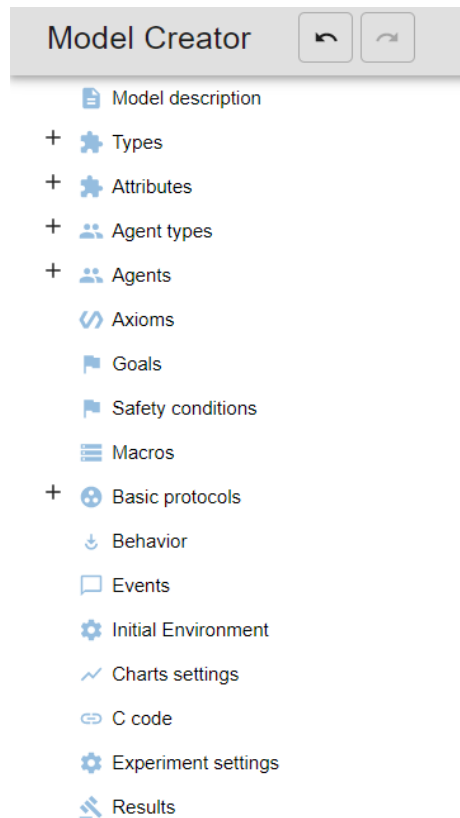 Model Creator
Model description
Types
Attributes
Agent types
Agents
Axioms
Goals
Safety conditions
Macros
Basic protocols
Behavior
Events
Initial Environment
Charts settings
C code
Experiment settings
Results